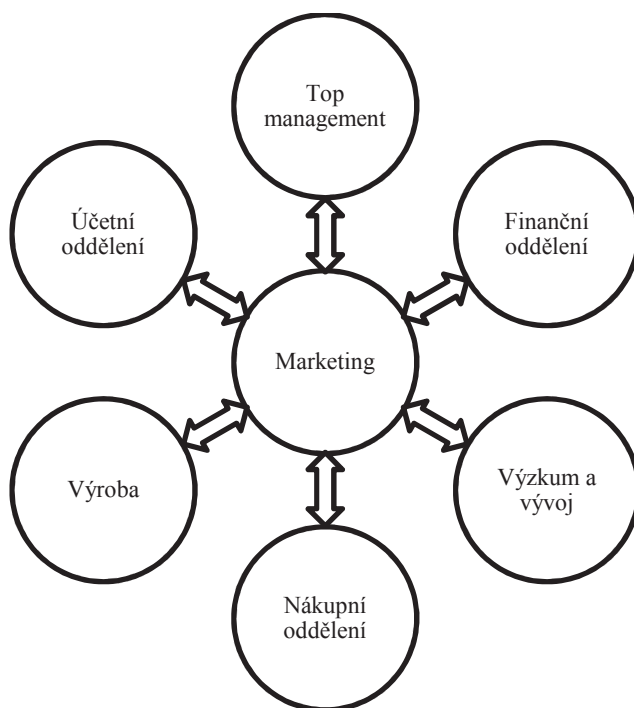 Top
management
Účetní
oddělení
Finanční
oddělení
Marketing
Výroba
Výzkum a
vývoj
Nákupní
oddělení